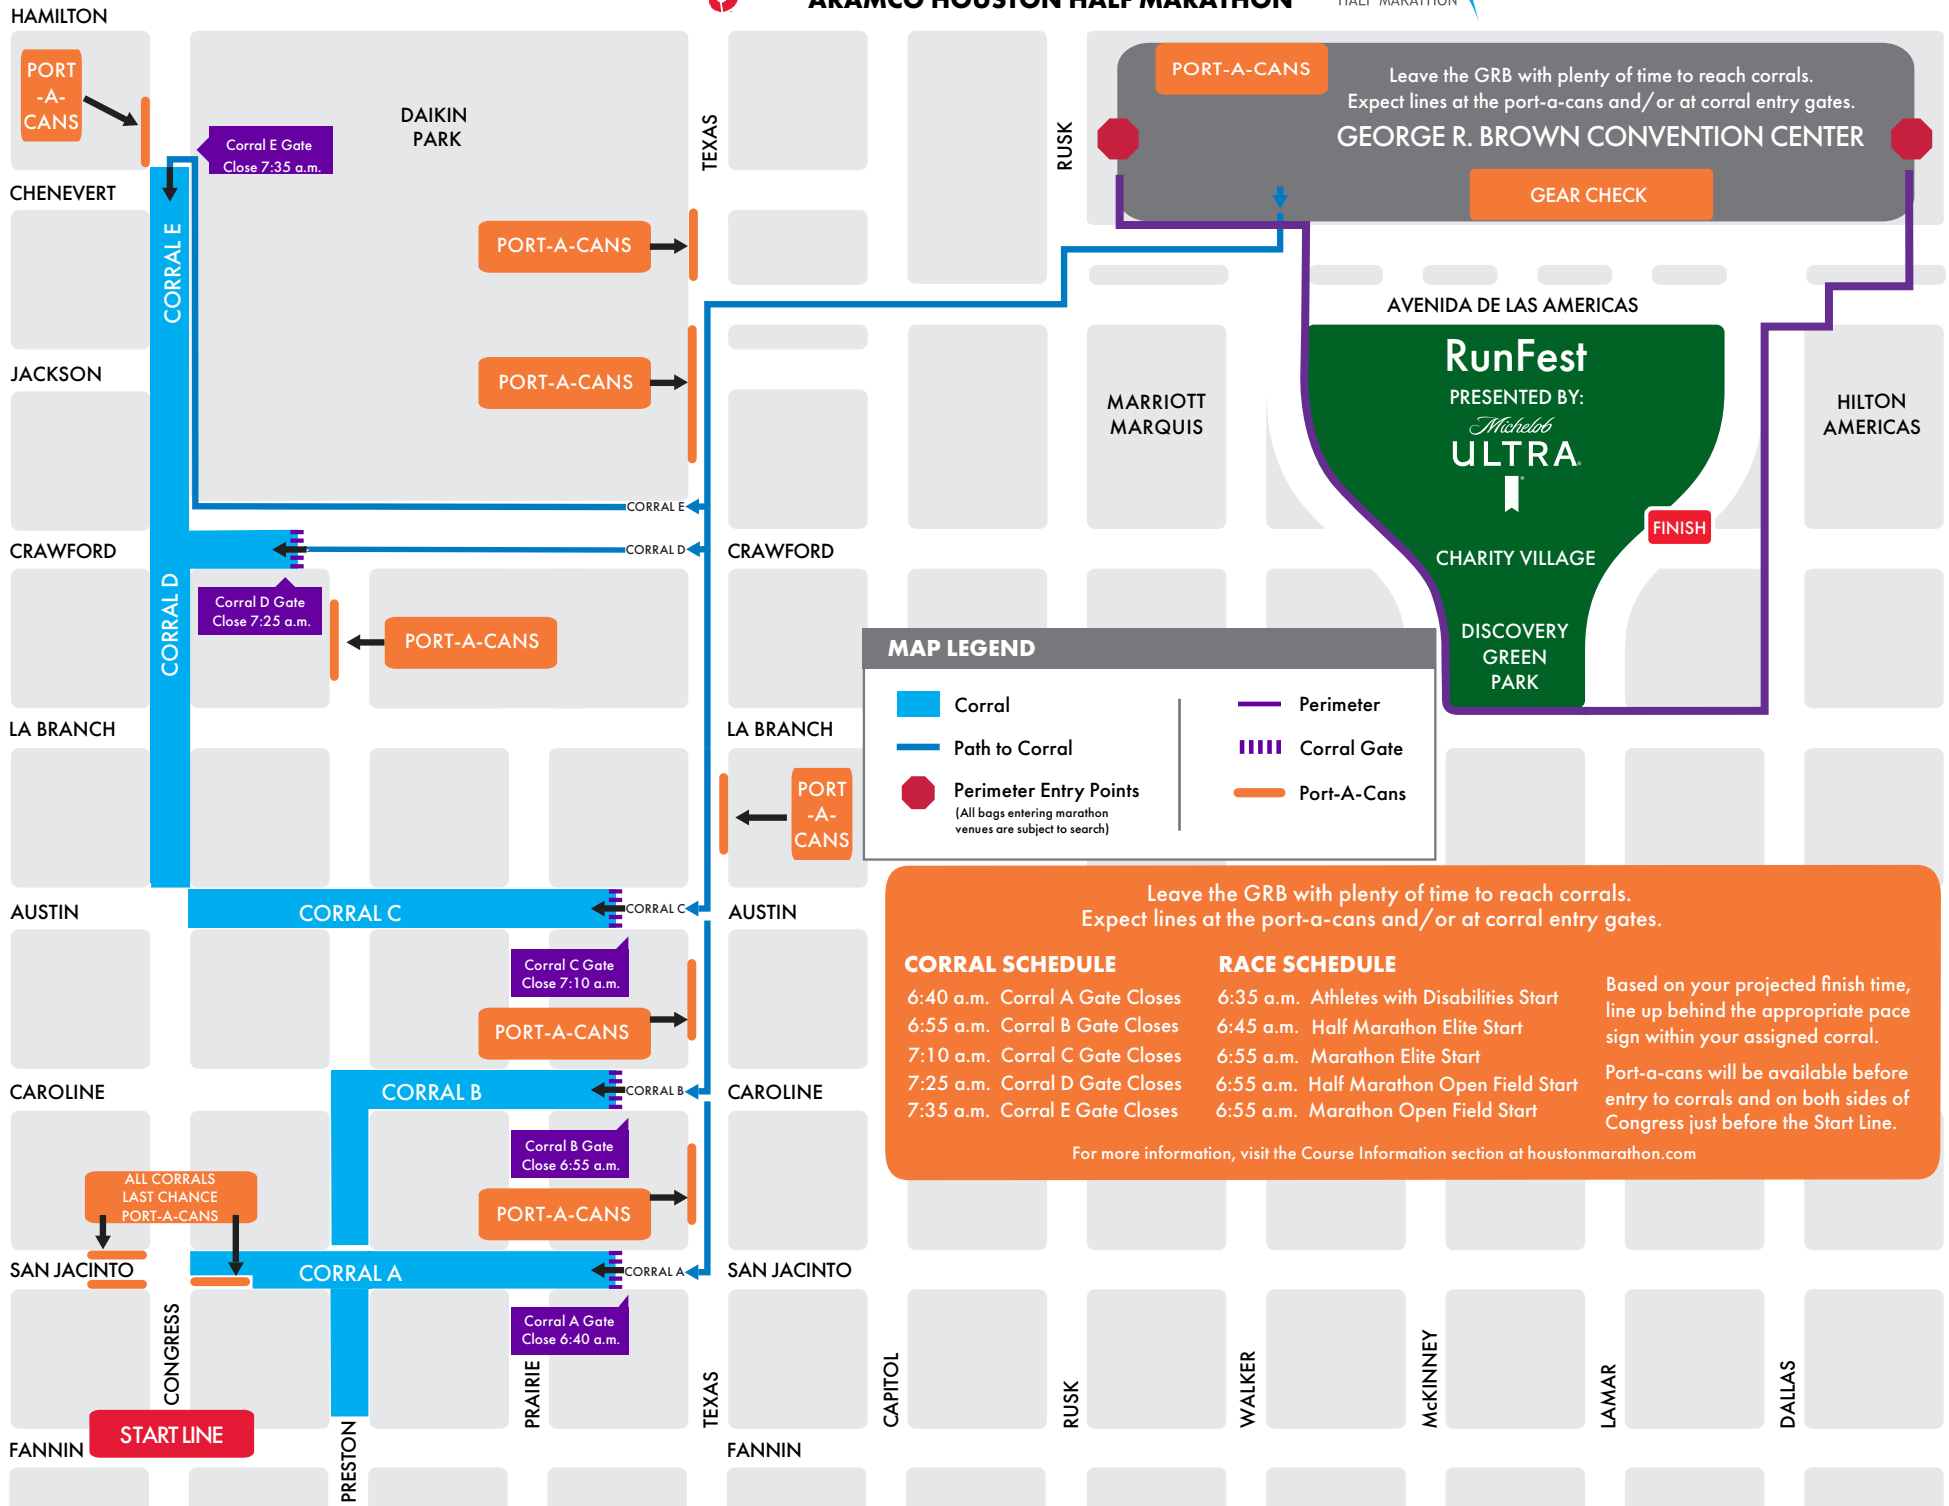 ARAMCO HOUSTON HALF MARATHON
HALF MARATHON
HAMILTON
PORT
-A-
CANS
DAIKIN
PARK
Corral E Gate
Close 7:35 a.m.
TEXAS
RUSK
PORT-A-CANS
Leave the GRB with plenty of time to reach corrals.
Expect lines at the port-a-cans and/or at corral entry gates.
GEORGE R. BROWN CONVENTION CENTER
GEAR CHECK
CHENEVERT
CORRAL E
PORT-A-CANS
AVENIDA DE LAS AMERICAS
JACKSON
PORT-A-CANS
RunFest
PRESENTED BY:
Michelob
ULTRA
MARRIOTT
MARQUIS
HILTON
AMERICAS
CORRAL E
FINISH
CRAWFORD
CORRAL D
CRAWFORD
CHARITY VILLAGE
CORRAL D
Corral D Gate
Close 7:25 a.m.
PORT-A-CANS
DISCOVERY
GREEN
PARK
MAP LEGEND
Corral
Path to Corral
Perimeter Entry Points
(All bags entering marathon
venues are subject to search)
Perimeter
Corral Gate
Port-A-Cans
LA BRANCH
LA BRANCH
PORT
-A-
CANS
AUSTIN
CORRAL C
CORRAL C
AUSTIN
Corral C Gate
Close 7:10 a.m.
PORT-A-CANS
Leave the GRB with plenty of time to reach corrals.
Expect lines at the port-a-cans and/or at corral entry gates.
CORRAL SCHEDULE
6:40 a.m. Corral A Gate Closes
6:55 a.m. Corral B Gate Closes
7:10 a.m. Corral C Gate Closes
7:25 a.m. Corral D Gate Closes
7:35 a.m. Corral E Gate Closes
RACE SCHEDULE
6:35 a.m. Athletes with Disabilities Start
6:45 a.m. Half Marathon Elite Start
6:55 a.m. Marathon Elite Start
6:55 a.m. Half Marathon Open Field Start
6:55 a.m. Marathon Open Field Start
Based on your projected finish time,
line up behind the appropriate pace
sign within your assigned corral.
Port-a-cans will be available before
entry to corrals and on both sides of
Congress just before the Start Line.
For more information, visit the Course Information section at houstonmarathon.com
CAROLINE
CORRAL B
CORRAL B
CAROLINE
Corral B Gate
Close 6:55 a.m.
PORT-A-CANS
ALL CORRALS
LAST CHANCE
PORT-A-CANS
SAN JACINTO
CORRAL A
CORRAL A
SAN JACINTO
Corral A Gate
Close 6:40 a.m.
CONGRESS
PRESTON
PRAIRIE
TEXAS
CAPITOL
RUSK
WALKER
McKINNEY
LAMAR
DALLAS
START LINE
FANNIN
FANNIN